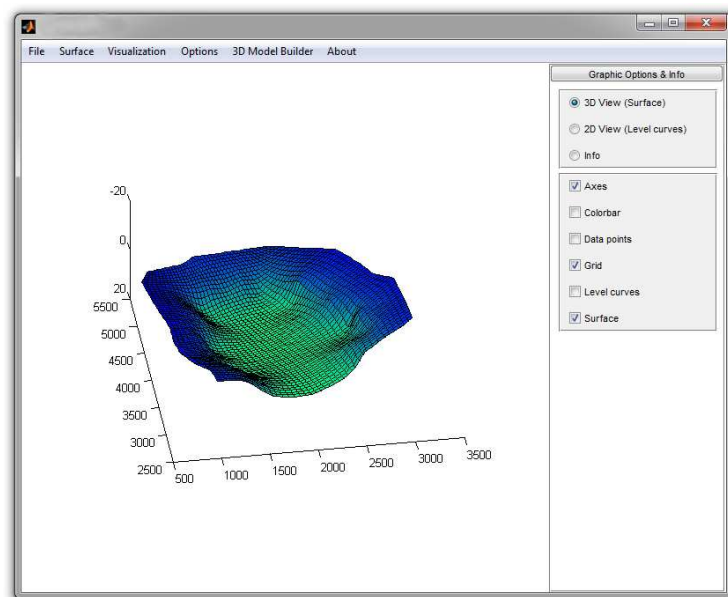 File Surface Visualization Options 3D Model Builder About
Graphic Options & Info
3D View (Surface)
2D View (Level curves)
Info
Axes
Colorbar
Data points
Grid
Level curves
Surface
-20
0
20
5500
5000
4500
4000
3500
3000
2500
500
1000
1500
2000
2500
3000
3500